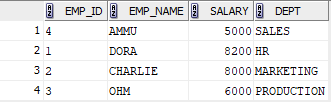 EMP_ID EMP_NAME SALARY DEPT
1 4 AMMU 5000 SALES
2 1 DORA 8200 HR
3 2 CHARLIE 8000 MARKETING
4 3 OHM 6000 PRODUCTION